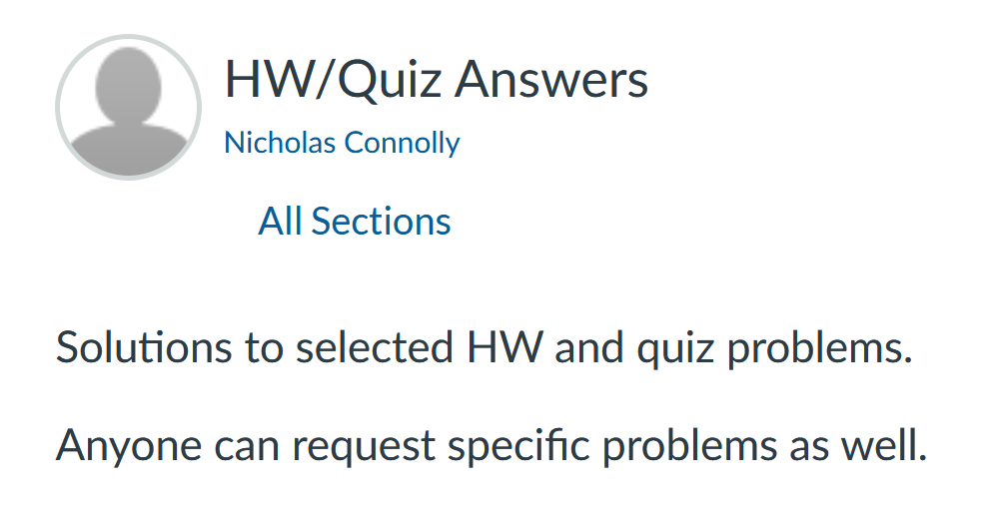 HW/Quiz Answers
Nicholas Connolly
All Sections
Solutions to selected HW and quiz problems.
Anyone can request specific problems as well.